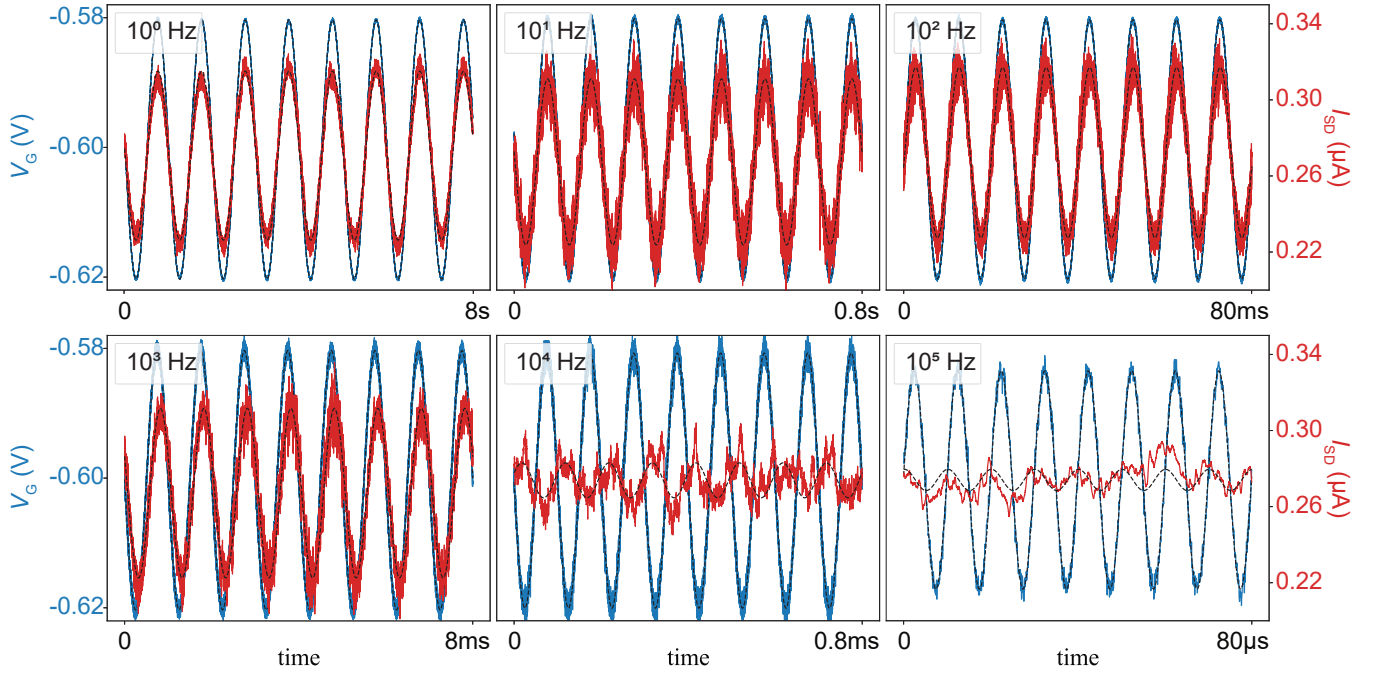 10⁰ Hz
10¹ Hz
10² Hz
-0.58
-0.60
-0.62
V_G (V)
0.34
0.30
0.26
0.22
I_SD (µA)
0
8s
0
0.8s
0
80ms
10³ Hz
10⁴ Hz
10⁵ Hz
-0.58
-0.60
-0.62
V_G (V)
0.34
0.30
0.26
0.22
I_SD (µA)
0
8ms
0
0.8ms
0
80µs
time
time
time